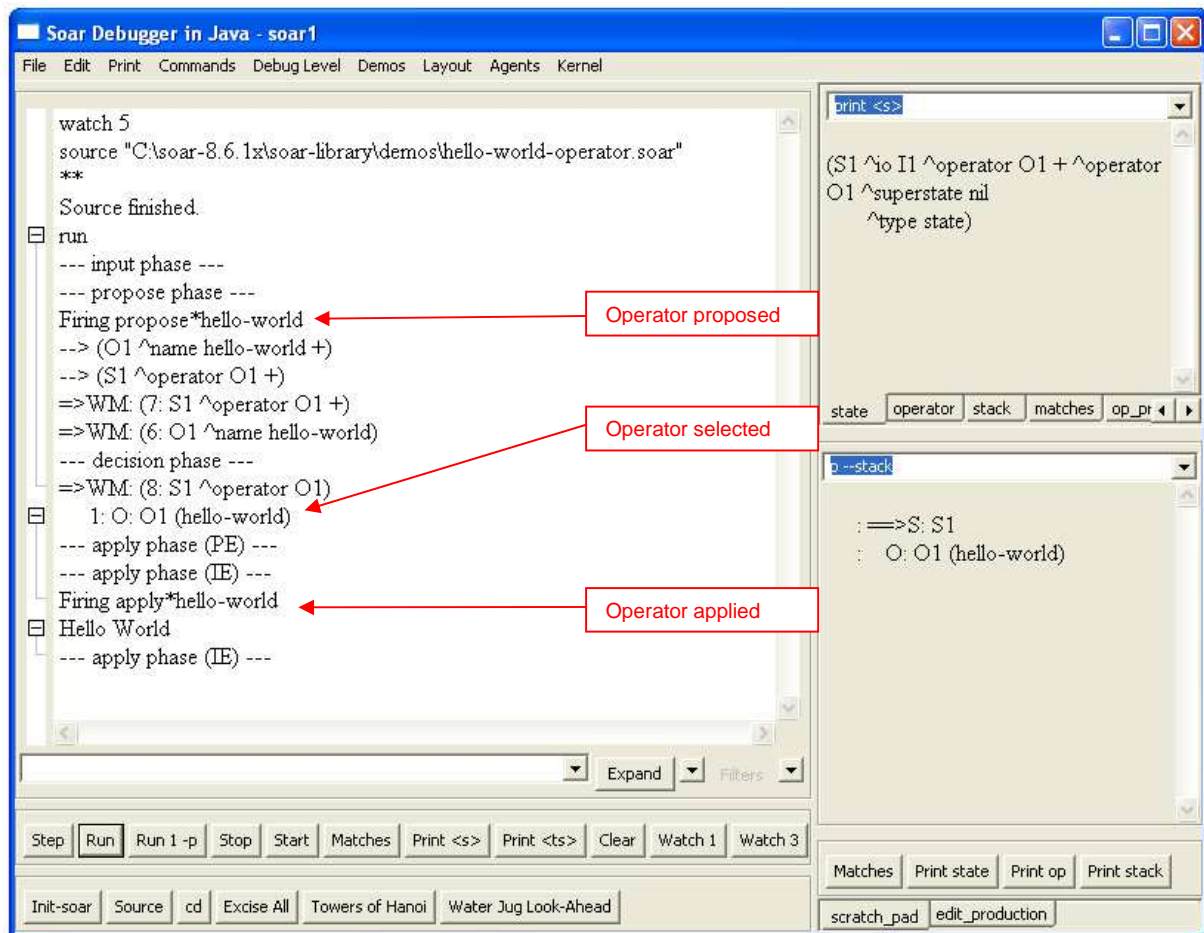 Soar Debugger in Java - soar1
File Edit Print Commands Debug Level Demos Layout Agents Kernel
watch 5
source "C:\soar-8.6.1x\soar-library\demos\hello-world-operator.soar"
**
Source finished.
run
--- input phase ---
--- propose phase ---
Firing propose*hello-world
--> (O1 ^name hello-world +)
--> (S1 ^operator O1 +)
=>WM: (7: S1 ^operator O1 +)
=>WM: (6: O1 ^name hello-world)
--- decision phase ---
=>WM: (8: S1 ^operator O1)
1: O: O1 (hello-world)
--- apply phase (PE) ---
--- apply phase (IE) ---
Firing apply*hello-world
Hello World
--- apply phase (IE) ---
Operator proposed
Operator selected
Operator applied
Expand Filters
Step Run Run 1 -p Stop Start Matches Print <s> Print <ts> Clear Watch 1 Watch 3
Init-soar Source cd Excise All Towers of Hanoi Water Jug Look-Ahead
print <s>
(S1 ^io I1 ^operator O1 + ^operator
O1 ^superstate nil
^type state)
state operator stack matches op_pr
p --stack
: ==>S: S1
: O: O1 (hello-world)
Matches Print state Print op Print stack
scratch_pad edit_production